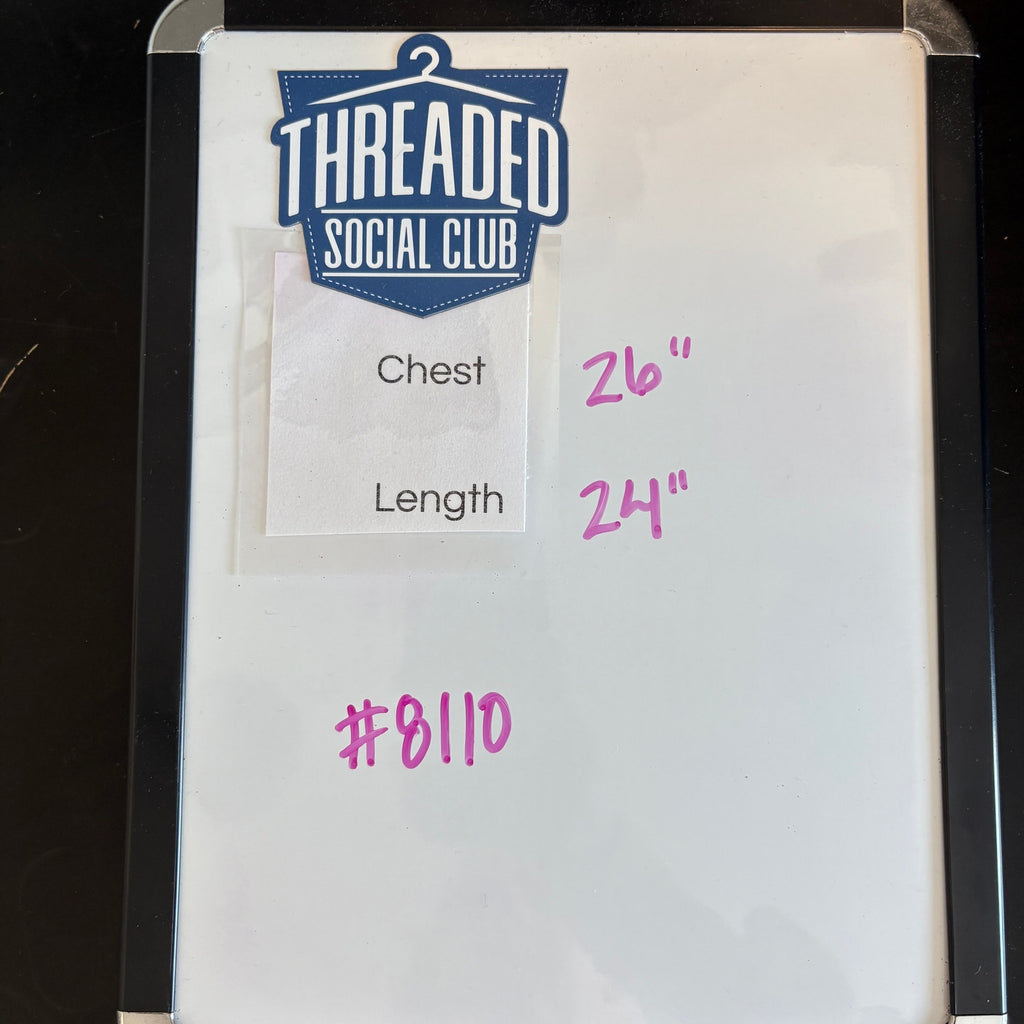 THREADED
SOCIAL CLUB
Chest 26"
Length 24"
#8110